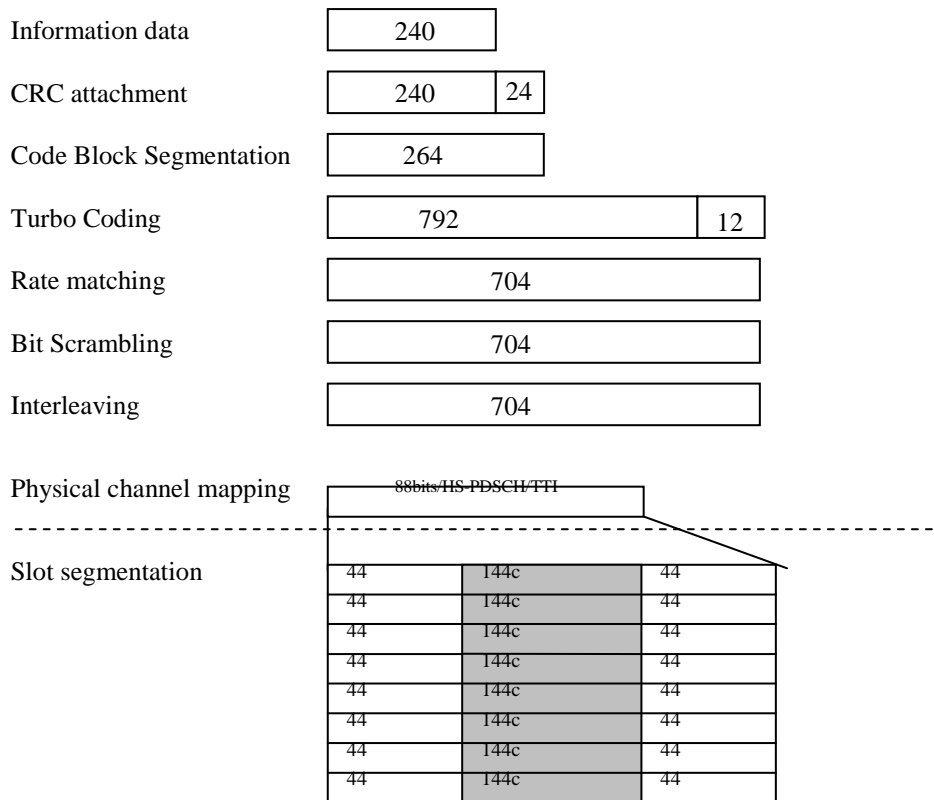 Information data 240
CRC attachment 240 24
Code Block Segmentation 264
Turbo Coding 792 12
Rate matching 704
Bit Scrambling 704
Interleaving 704
Physical channel mapping 88bits/HS-PDSCH/TTI
Slot segmentation 44 144c 44
44 144c 44
44 144c 44
44 144c 44
44 144c 44
44 144c 44
44 144c 44
44 144c 44